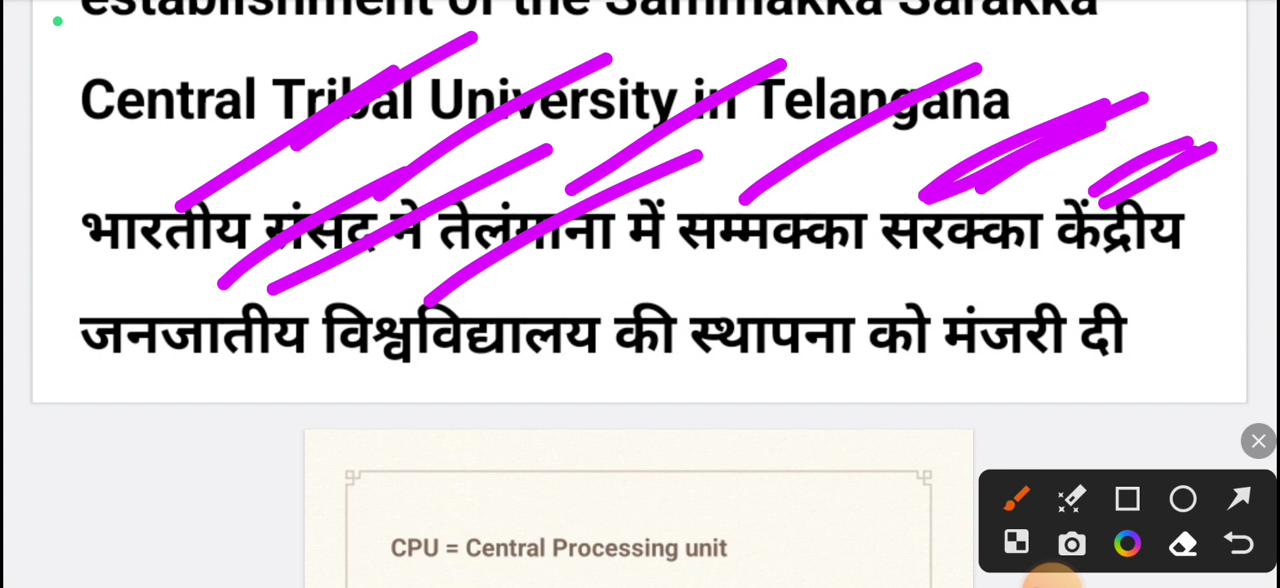 establishment of the Sammakka Sarakka
Central Tribal University in Telangana
भारतीय संसद ने तेलंगाना में सम्मक्का सरक्का केंद्रीय
जनजातीय विश्वविद्यालय की स्थापना को मंजरी दी
CPU = Central Processing unit